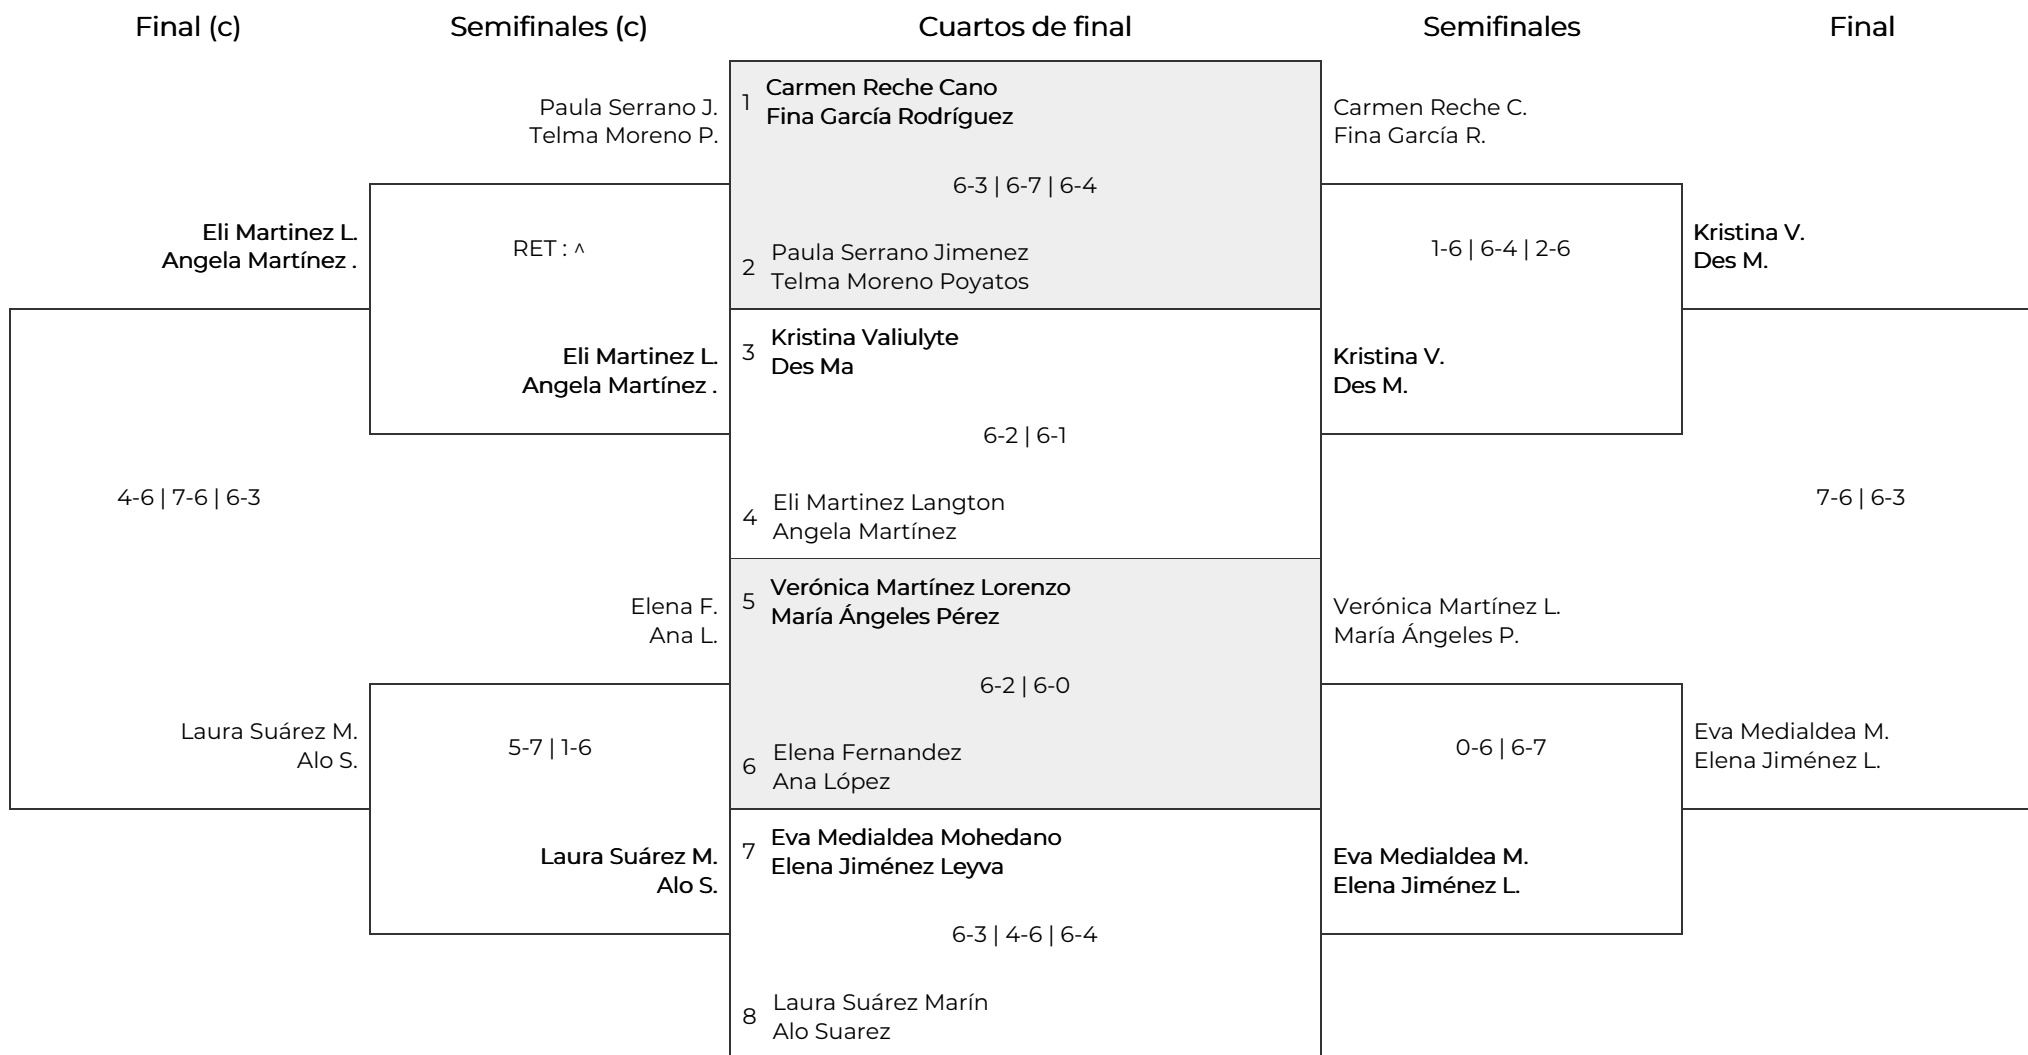 Final (c)
Semifinales (c)
Cuartos de final
Semifinales
Final
Paula Serrano J.
Telma Moreno P.
Eli Martinez L.
Angela Martínez .
RET : ^
Eli Martinez L.
Angela Martínez .
4-6 | 7-6 | 6-3
Elena F.
Ana L.
Laura Suárez M.
Alo S.
5-7 | 1-6
Laura Suárez M.
Alo S.
1
Carmen Reche Cano
Fina García Rodríguez
6-3 | 6-7 | 6-4
2
Paula Serrano Jimenez
Telma Moreno Poyatos
3
Kristina Valiulyte
Des Ma
6-2 | 6-1
4
Eli Martinez Langton
Angela Martínez
5
Verónica Martínez Lorenzo
María Ángeles Pérez
6-2 | 6-0
6
Elena Fernandez
Ana López
7
Eva Medialdea Mohedano
Elena Jiménez Leyva
6-3 | 4-6 | 6-4
8
Laura Suárez Marín
Alo Suarez
Carmen Reche C.
Fina García R.
1-6 | 6-4 | 2-6
Kristina V.
Des M.
Kristina V.
Des M.
7-6 | 6-3
Verónica Martínez L.
María Ángeles P.
0-6 | 6-7
Eva Medialdea M.
Elena Jiménez L.
Eva Medialdea M.
Elena Jiménez L.